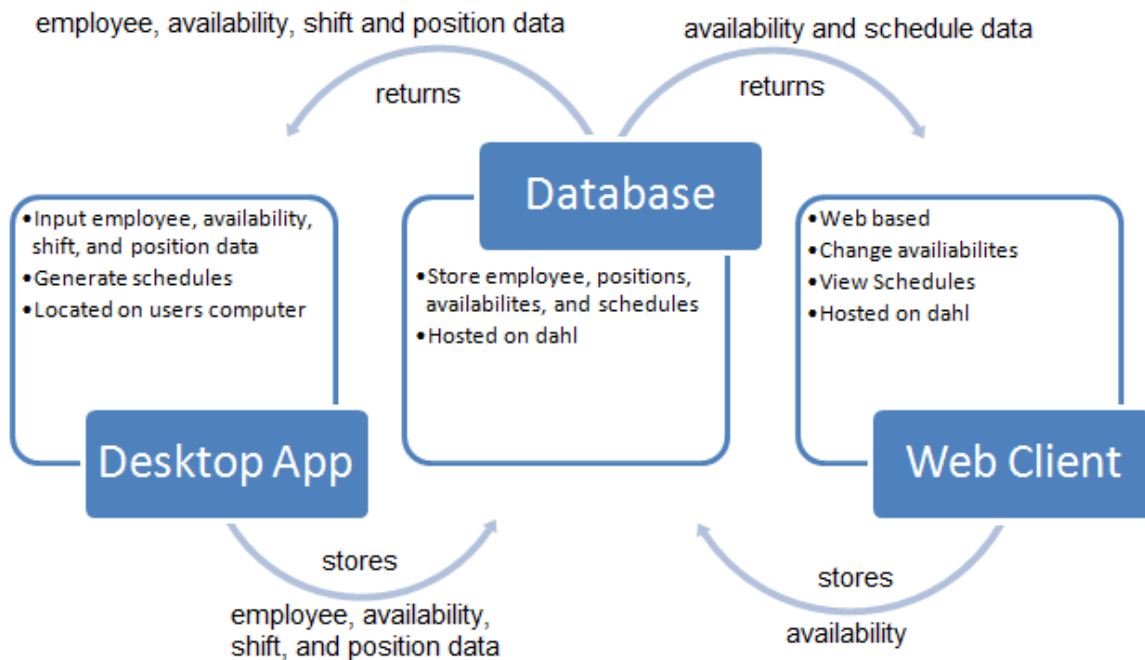 employee, availability, shift and position data
returns
availability and schedule data
returns
Database
•Input employee, availability,
shift, and position data
•Generate schedules
•Located on users computer
Desktop App
•Store employee, positions,
availabilites, and schedules
•Hosted on dahl
•Web based
•Change availiabilites
•View Schedules
•Hosted on dahl
Web Client
stores
employee, availability,
shift, and position data
stores
availability